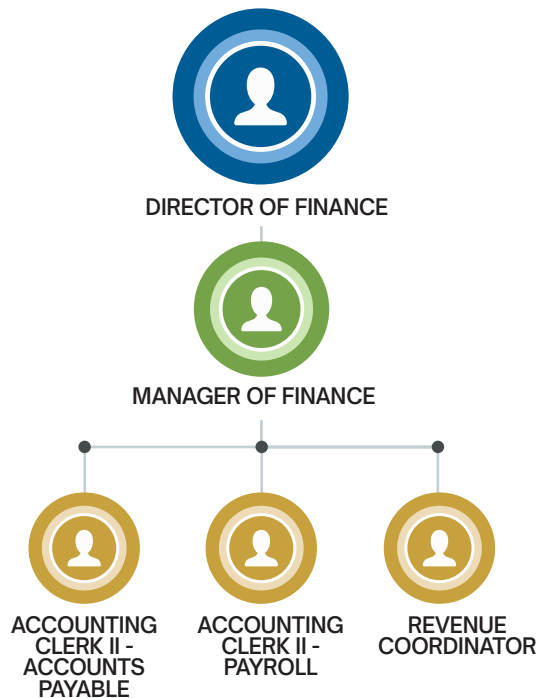 DIRECTOR OF FINANCE
MANAGER OF FINANCE
ACCOUNTING
CLERK II -
ACCOUNTS
PAYABLE
ACCOUNTING
CLERK II -
PAYROLL
REVENUE
COORDINATOR